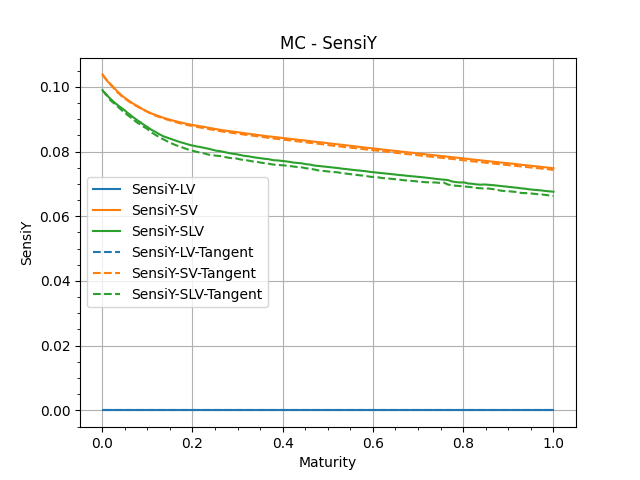 MC - SensiY
SensiY
0.10
0.08
0.06
0.04
0.02
0.00
SensiY-LV
SensiY-SV
SensiY-SLV
SensiY-LV-Tangent
SensiY-SV-Tangent
SensiY-SLV-Tangent
0.0 0.2 0.4 0.6 0.8 1.0
Maturity